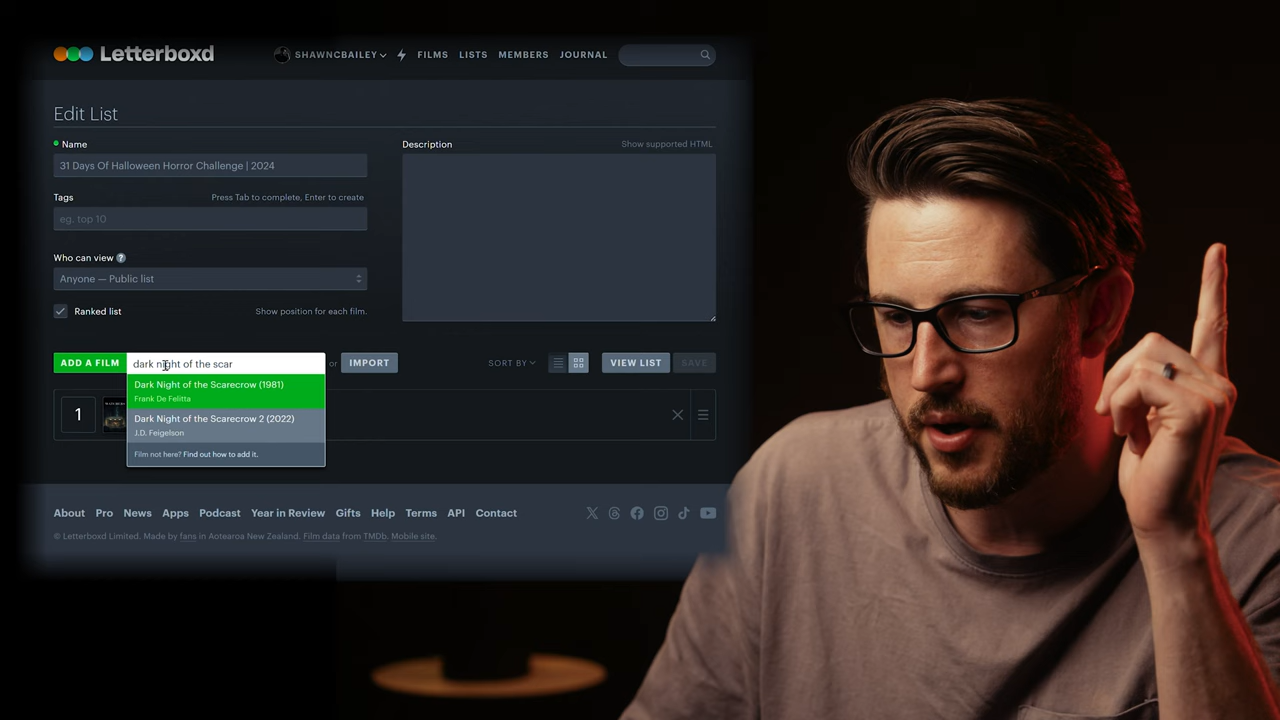 Letterboxd
SHAWNCBAILEY
FILMS
LISTS
MEMBERS
JOURNAL
Edit List
Name
31 Days Of Halloween Horror Challenge | 2024
Tags
Press Tab to complete, Enter to create
eg. top 10
Who can view ?
Anyone — Public list
Ranked list
Show position for each film.
Description
Show supported HTML
ADD A FILM
dark night of the scar
or
IMPORT
SORT BY
VIEW LIST
SAVE
Dark Night of the Scarecrow (1981)
Frank De Felitta
Dark Night of the Scarecrow 2 (2022)
J.D. Feigelson
Film not here? Find out how to add it.
1
About Pro News Apps Podcast Year in Review Gifts Help Terms API Contact
© Letterboxd Limited. Made by fans in Aotearoa New Zealand. Film data from TMDb. Mobile site.